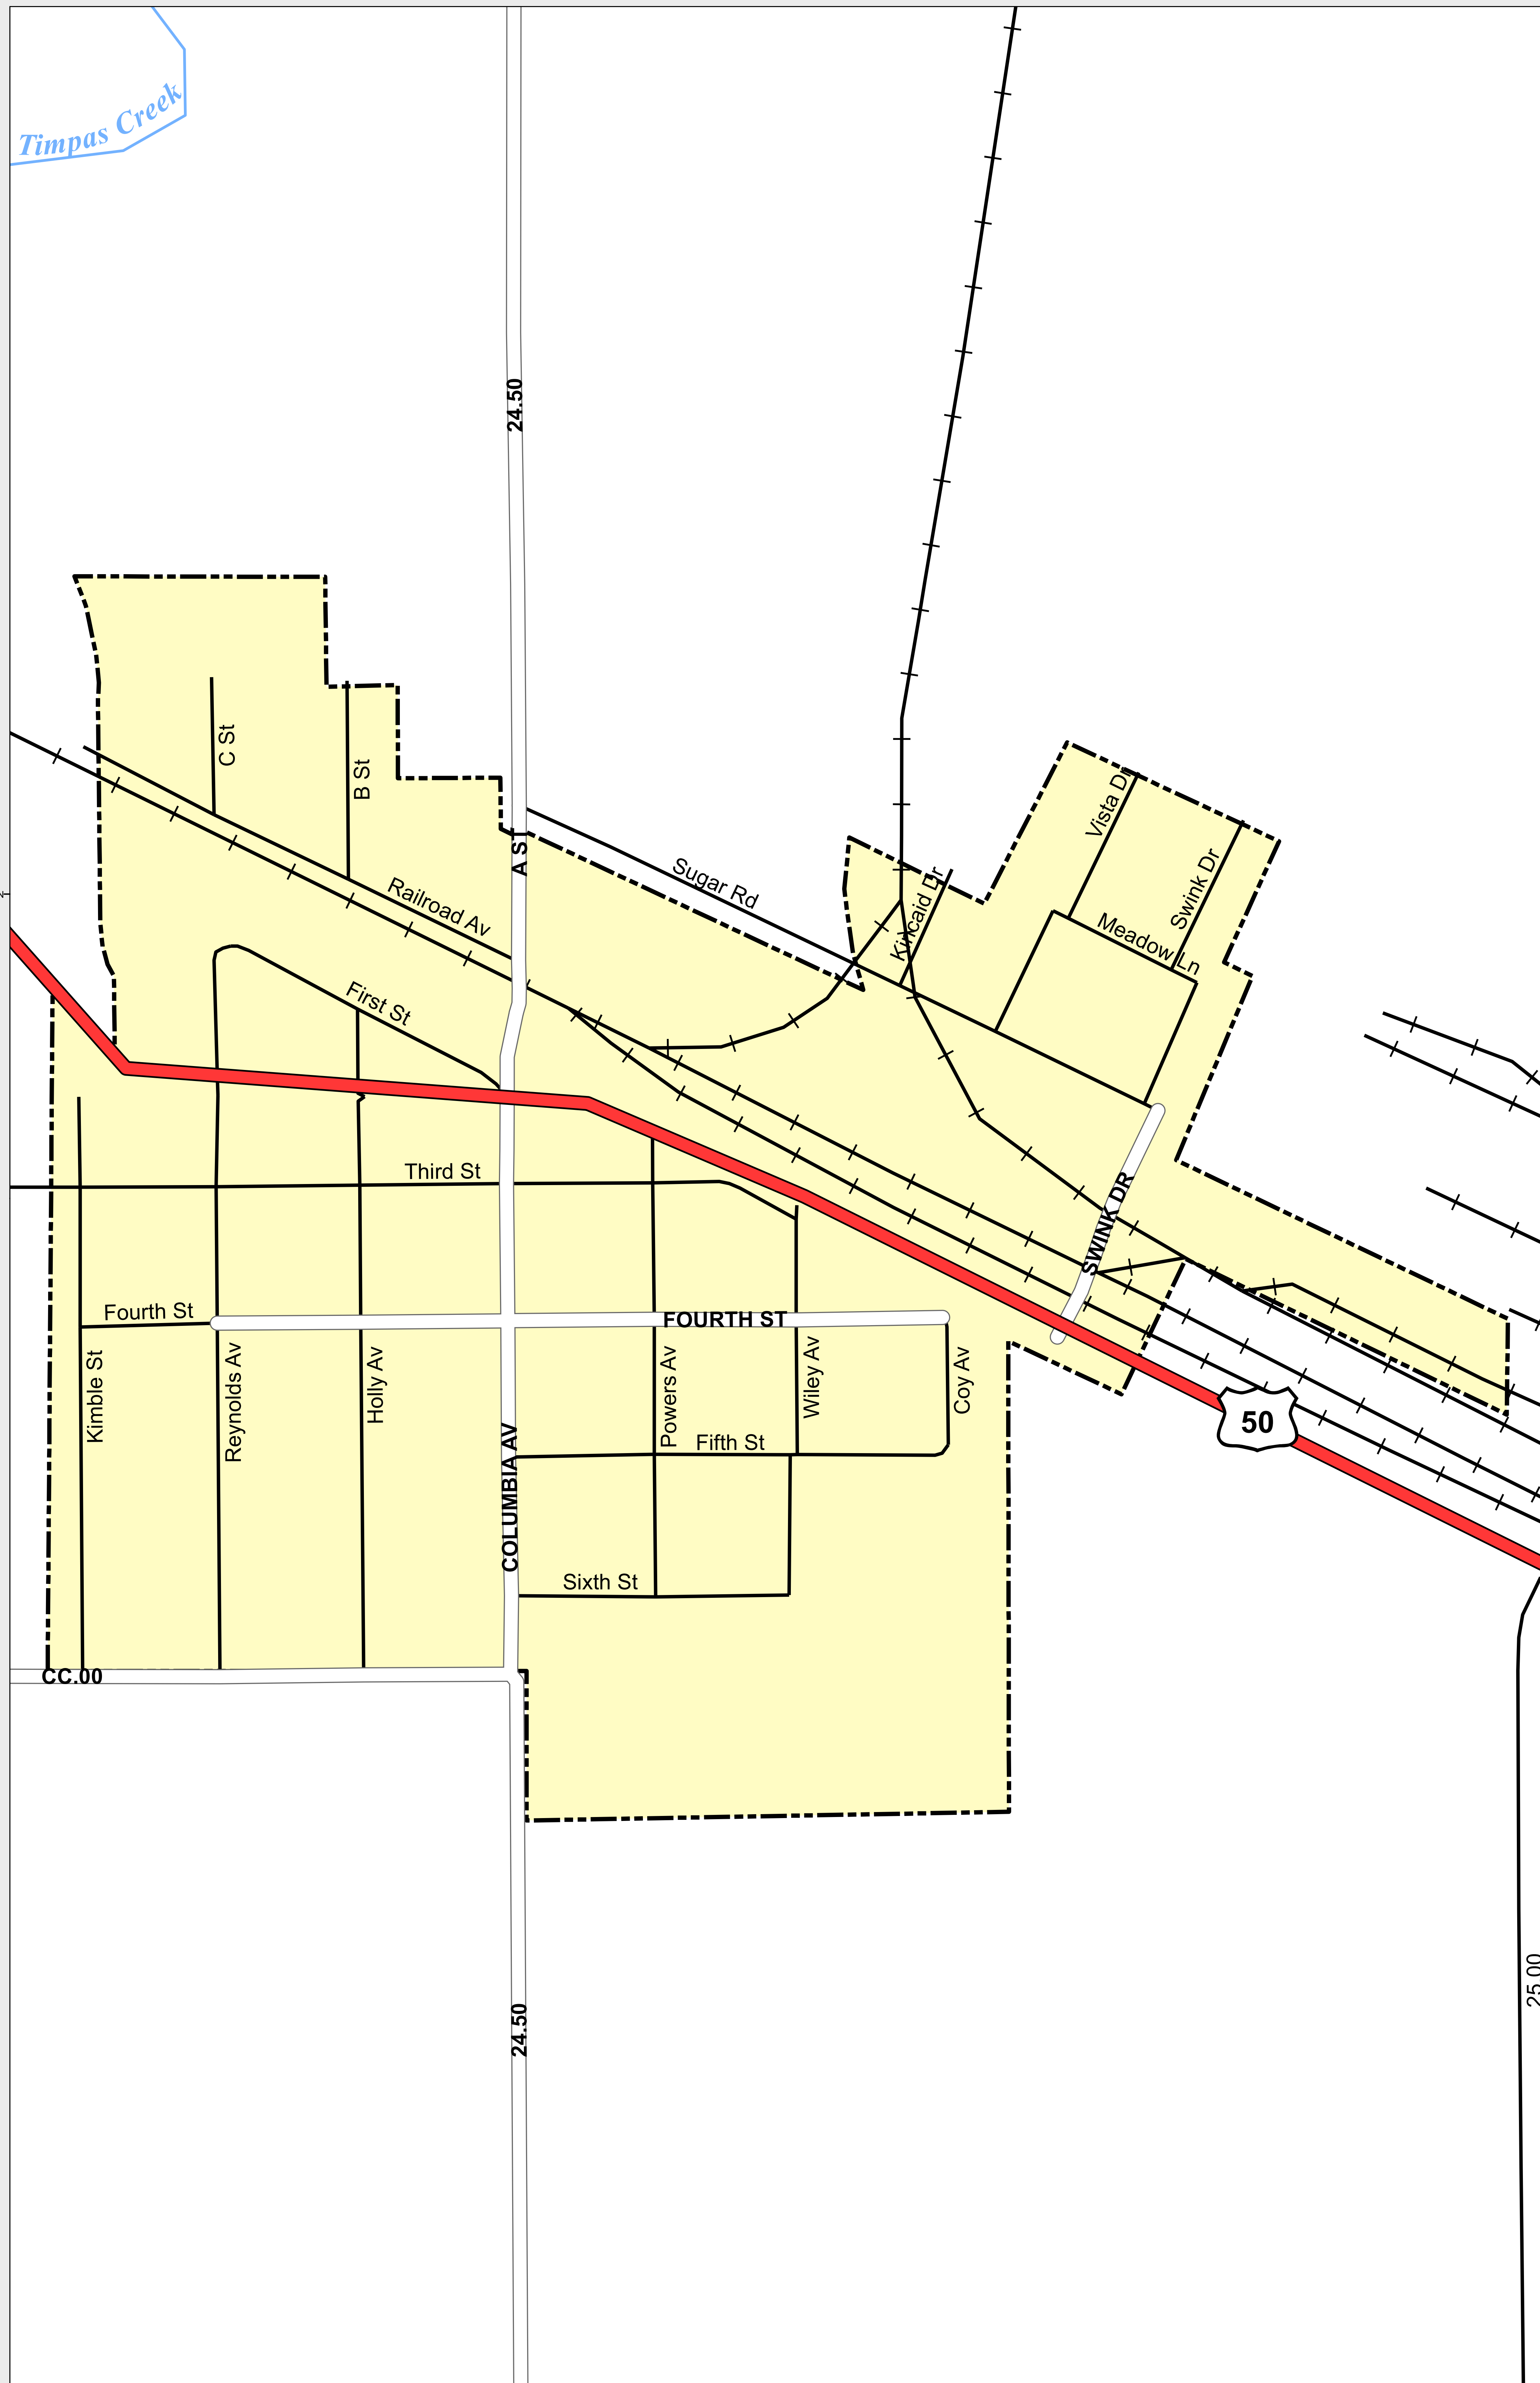 Timpas Creek
24.50
C St
B St
A ST
Vista Dr
Sugar Rd
Kincaid Dr
Swink Dr
Railroad Av
Meadow Ln
First St
Third St
SWINK DR
Fourth St
FOURTH ST
Kimble St
Reynolds Av
Holly Av
Powers Av
Wiley Av
Coy Av
50
Fifth St
COLUMBIA AV
Sixth St
CC.00
25.00
24.50